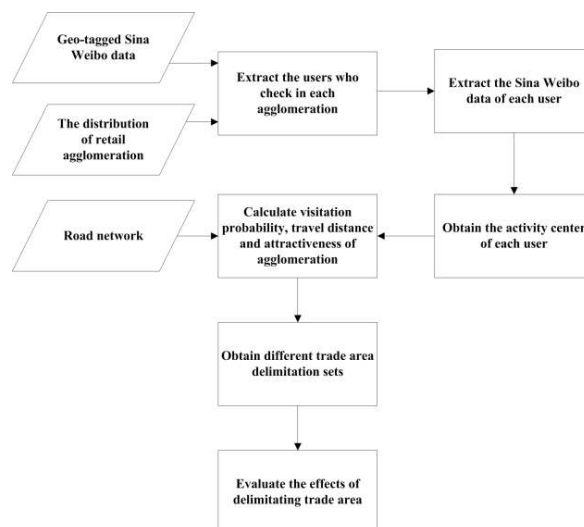 Geo-tagged Sina
Weibo data
Extract the users who
check in each
agglomeration
Extract the Sina Weibo
data of each user
The distribution
of retail
agglomeration
Road network
Calculate visitation
probability, travel distance
and attractiveness of
agglomeration
Obtain the activity center
of each user
Obtain different trade area
delimitation sets
Evaluate the effects of
delimitating trade area